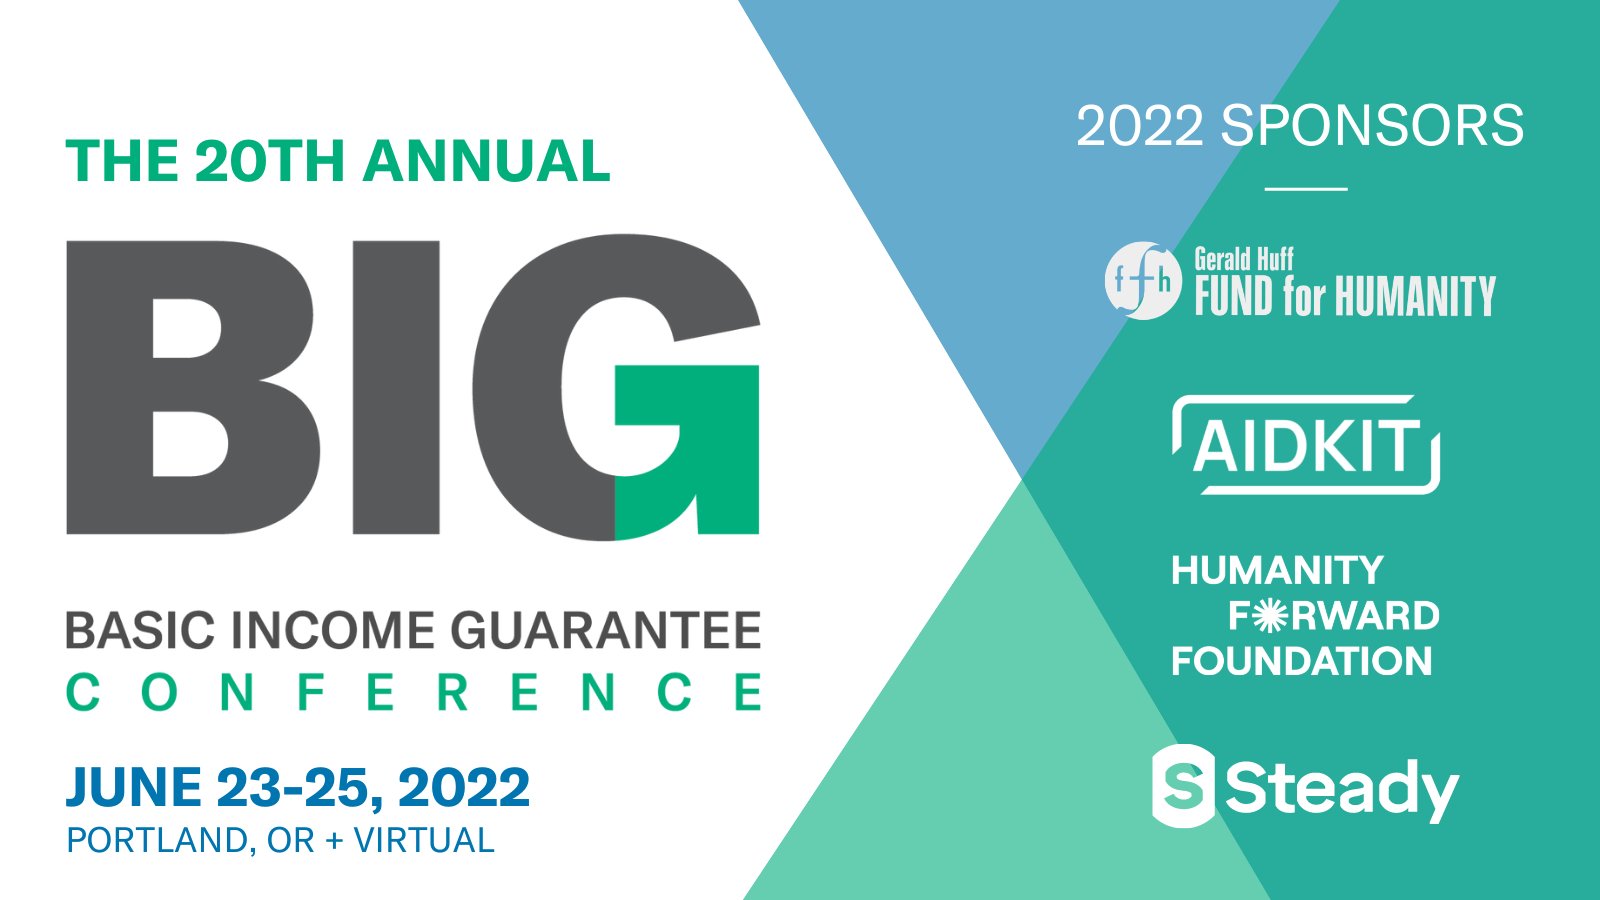 THE 20TH ANNUAL
BIG
BASIC INCOME GUARANTEE
CONFERENCE
JUNE 23-25, 2022
PORTLAND, OR + VIRTUAL
2022 SPONSORS
ffh
Gerald Huff
FUND for HUMANITY
AIDKIT
HUMANITY
FORWARD
FOUNDATION
S Steady